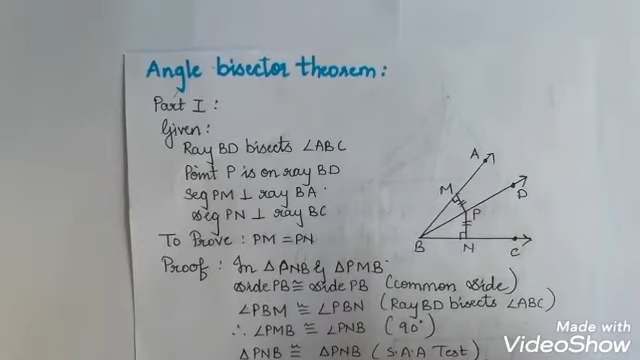 Angle bisector theorem:
Part I:
Given:
Ray BD bisects ∠ABC
Point P is on ray BD
Seg PM ⊥ ray BA
Seg PN ⊥ ray BC
To Prove: PM = PN
Proof: In ΔPNB & ΔPMB
side PB ≅ side PB (common side)
∠PBM ≅ ∠PBN (Ray BD bisects ∠ABC)
∴ ∠PMB ≅ ∠PNB (90°)
ΔPNB ≅ ΔPNB (S.A.A Test)
A
M
D
P
B
N
C
Made with
VideoShow